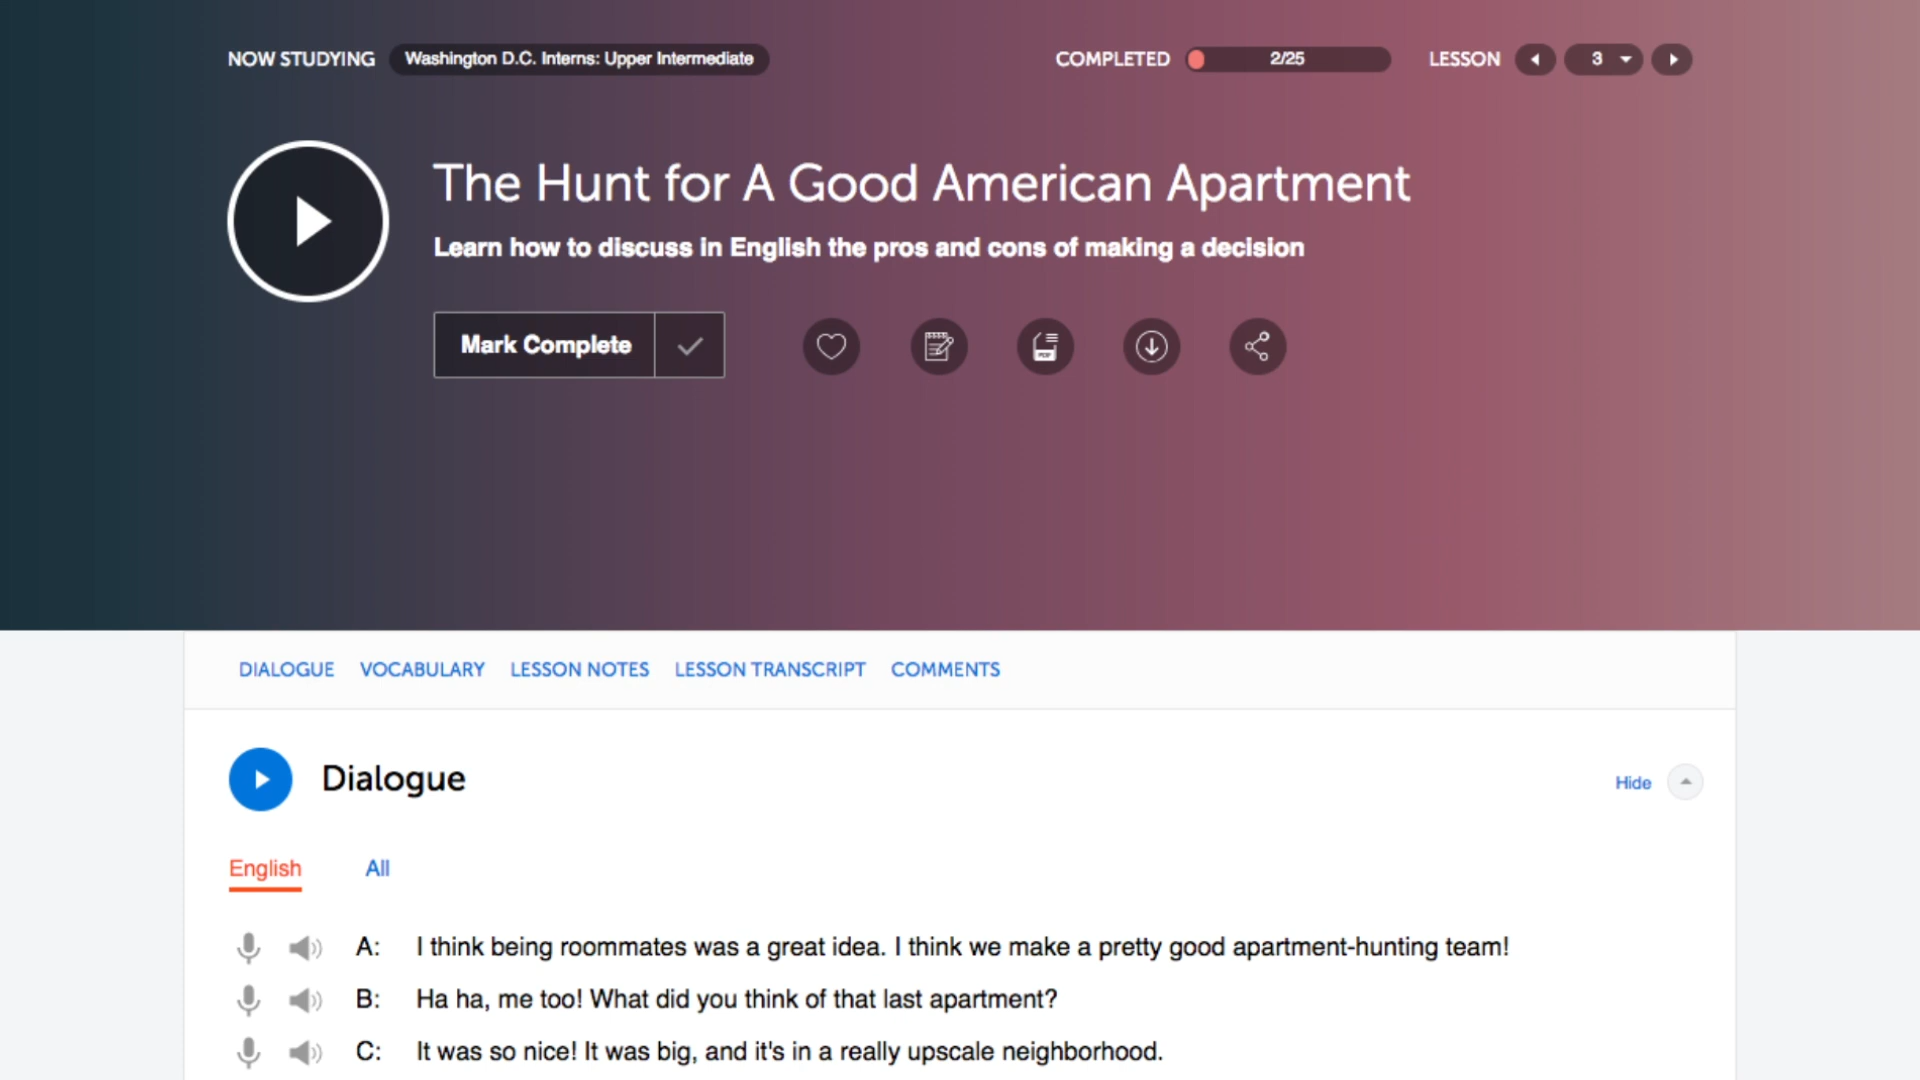 NOW STUDYING Washington D.C. Interns: Upper Intermediate COMPLETED 2/25 LESSON 3
The Hunt for A Good American Apartment
Learn how to discuss in English the pros and cons of making a decision
Mark Complete
PDF
DIALOGUE VOCABULARY LESSON NOTES LESSON TRANSCRIPT COMMENTS
Dialogue Hide
English All
A: I think being roommates was a great idea. I think we make a pretty good apartment-hunting team!
B: Ha ha, me too! What did you think of that last apartment?
C: It was so nice! It was big, and it's in a really upscale neighborhood.